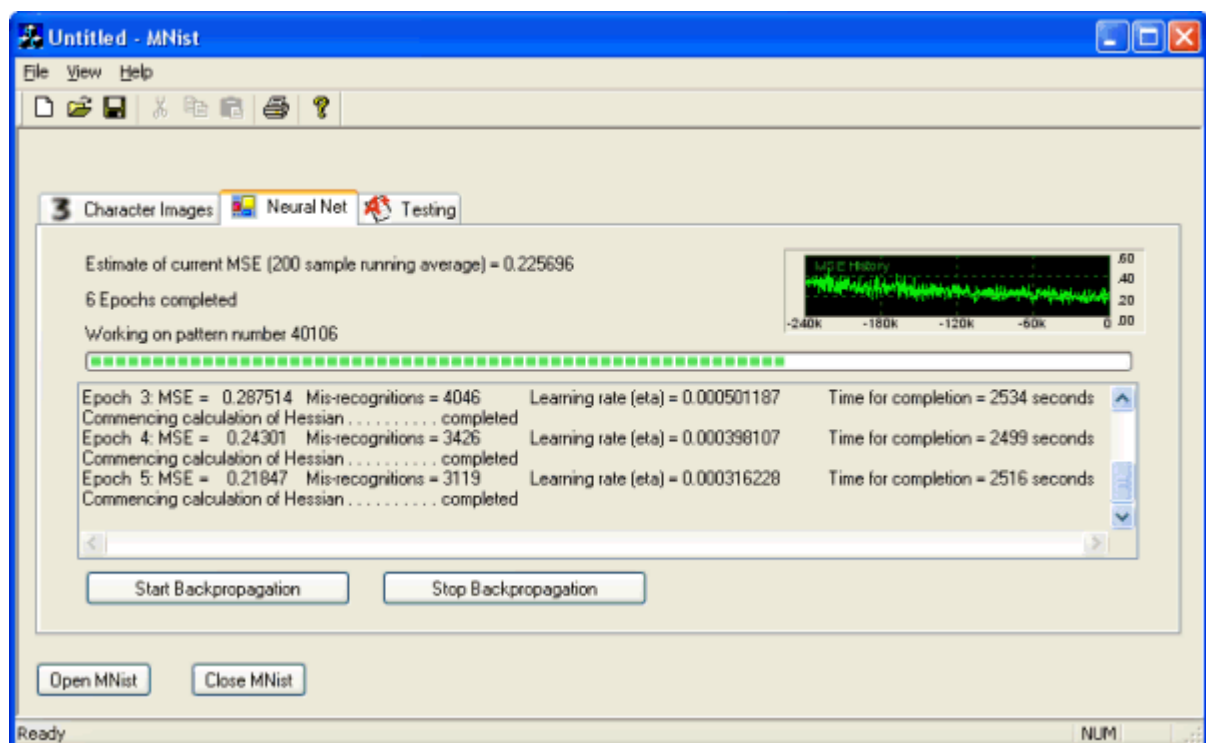 Untitled - MNist
File View Help
Character Images Neural Net Testing
Estimate of current MSE (200 sample running average) = 0.225696
6 Epochs completed
Working on pattern number 40106
MSE History
.60
.40
.20
.00
-240k -180k -120k -60k 0
Epoch 3: MSE = 0.287514 Mis-recognitions = 4046 Learning rate (eta) = 0.000501187 Time for completion = 2534 seconds
Commencing calculation of Hessian . . . . . . . . . . completed
Epoch 4: MSE = 0.24301 Mis-recognitions = 3426 Learning rate (eta) = 0.000398107 Time for completion = 2499 seconds
Commencing calculation of Hessian . . . . . . . . . . completed
Epoch 5: MSE = 0.21847 Mis-recognitions = 3119 Learning rate (eta) = 0.000316228 Time for completion = 2516 seconds
Commencing calculation of Hessian . . . . . . . . . . completed
Start Backpropagation Stop Backpropagation
Open MNist Close MNist
Ready NUM